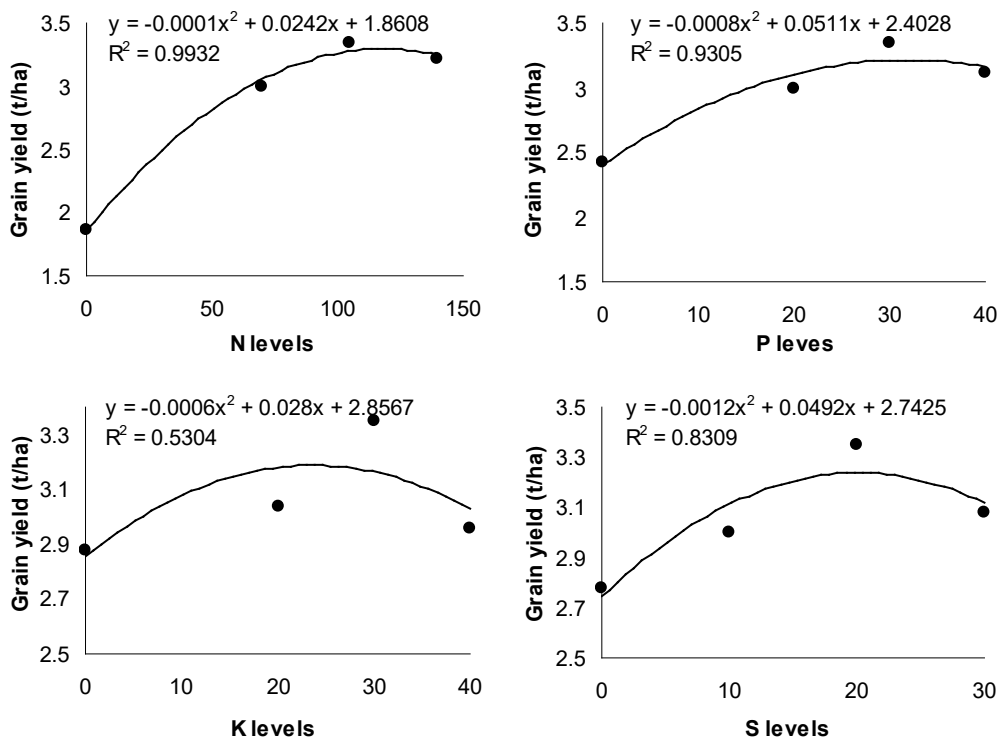 y = -0.0001x² + 0.0242x + 1.8608
R² = 0.9932
3.5
3
2.5
2
1.5
Grain yield (t/ha)
0
50
100
150
N levels
y = -0.0008x² + 0.0511x + 2.4028
R² = 0.9305
3.5
3
2.5
2
1.5
Grain yield (t/ha)
0
10
20
30
40
P leves
y = -0.0006x² + 0.028x + 2.8567
R² = 0.5304
3.3
3.1
2.9
2.7
2.5
Grain yield (t/ha)
0
10
20
30
40
K levels
y = -0.0012x² + 0.0492x + 2.7425
R² = 0.8309
3.5
3.3
3.1
2.9
2.7
2.5
Grain yield (t/ha)
0
10
20
30
S levels